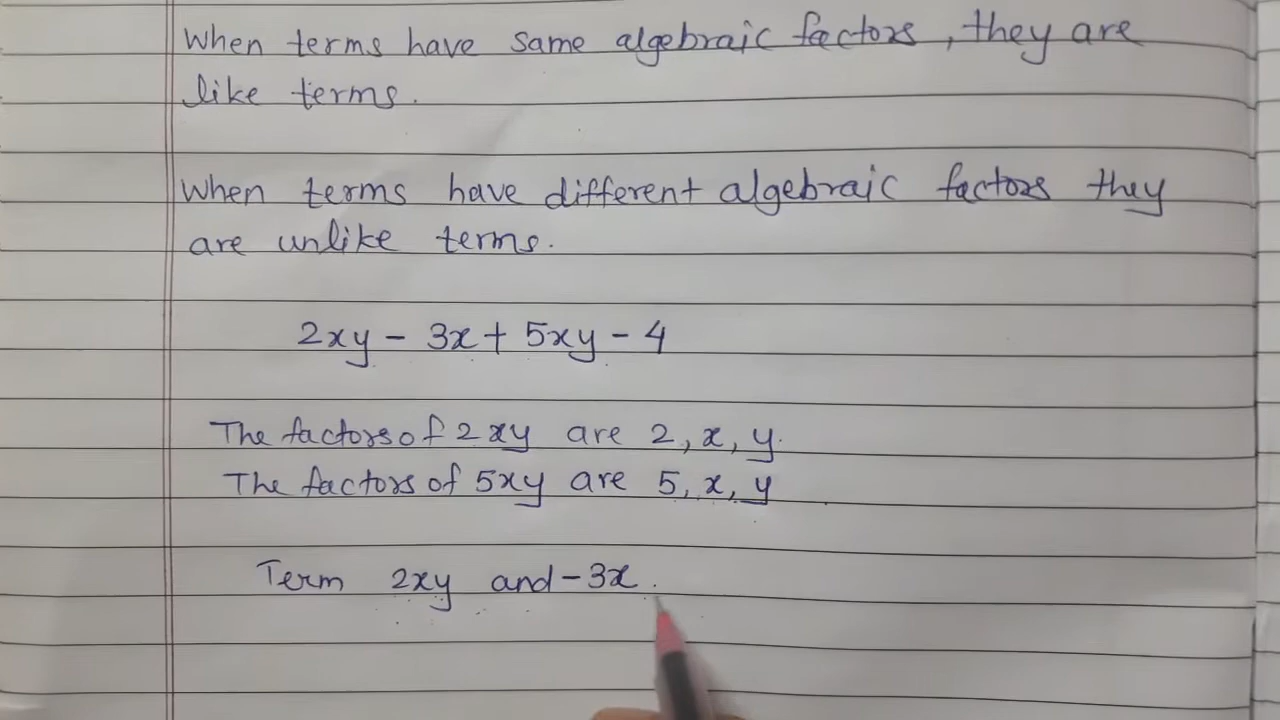 When terms have same algebraic factors, they are
like terms.
When terms have different algebraic factors they
are unlike terms.
2xy - 3x + 5xy - 4
The factors of 2xy are 2, x, y.
The factors of 5xy are 5, x, y
Term 2xy and -3x.